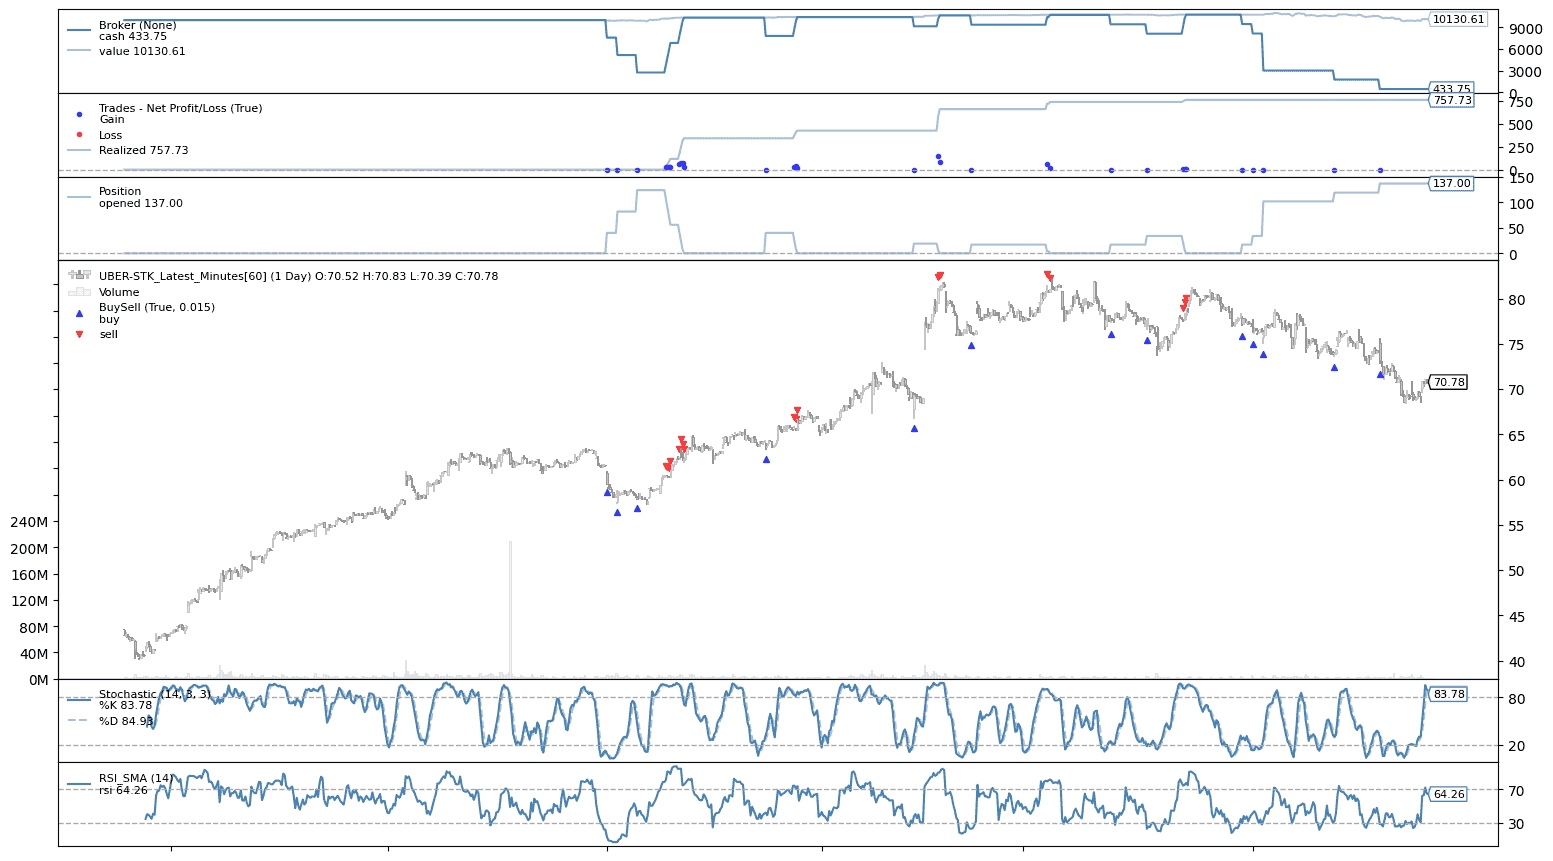 Broker (None)
cash 433.75
value 10130.61
10130.61
9000
6000
3000
433.75
0
Trades - Net Profit/Loss (True)
Gain
Loss
Realized 757.73
757.73
750
500
250
0
Position
opened 137.00
150
137.00
100
50
0
UBER-STK_Latest_Minutes[60] (1 Day) O:70.52 H:70.83 L:70.39 C:70.78
Volume
BuySell (True, 0.015)
buy
sell
80
75
70.78
70
65
60
55
50
45
40
240M
200M
160M
120M
80M
40M
0M
Stochastic (14, 3, 3)
%K 83.78
%D 84.93
83.78
80
20
RSI_SMA (14)
rsi 64.26
70
64.26
30